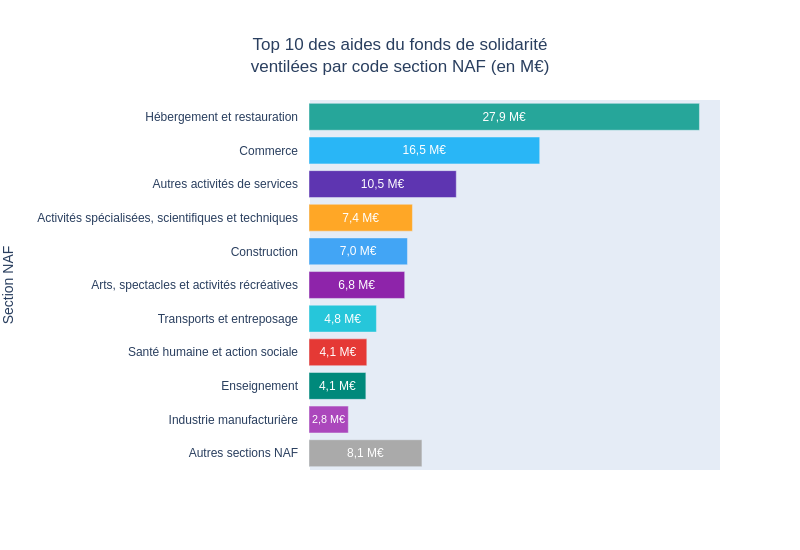 Top 10 des aides du fonds de solidarité
ventilées par code section NAF (en M€)
Section NAF
Hébergement et restauration 27,9 M€
Commerce 16,5 M€
Autres activités de services 10,5 M€
Activités spécialisées, scientifiques et techniques 7,4 M€
Construction 7,0 M€
Arts, spectacles et activités récréatives 6,8 M€
Transports et entreposage 4,8 M€
Santé humaine et action sociale 4,1 M€
Enseignement 4,1 M€
Industrie manufacturière 2,8 M€
Autres sections NAF 8,1 M€